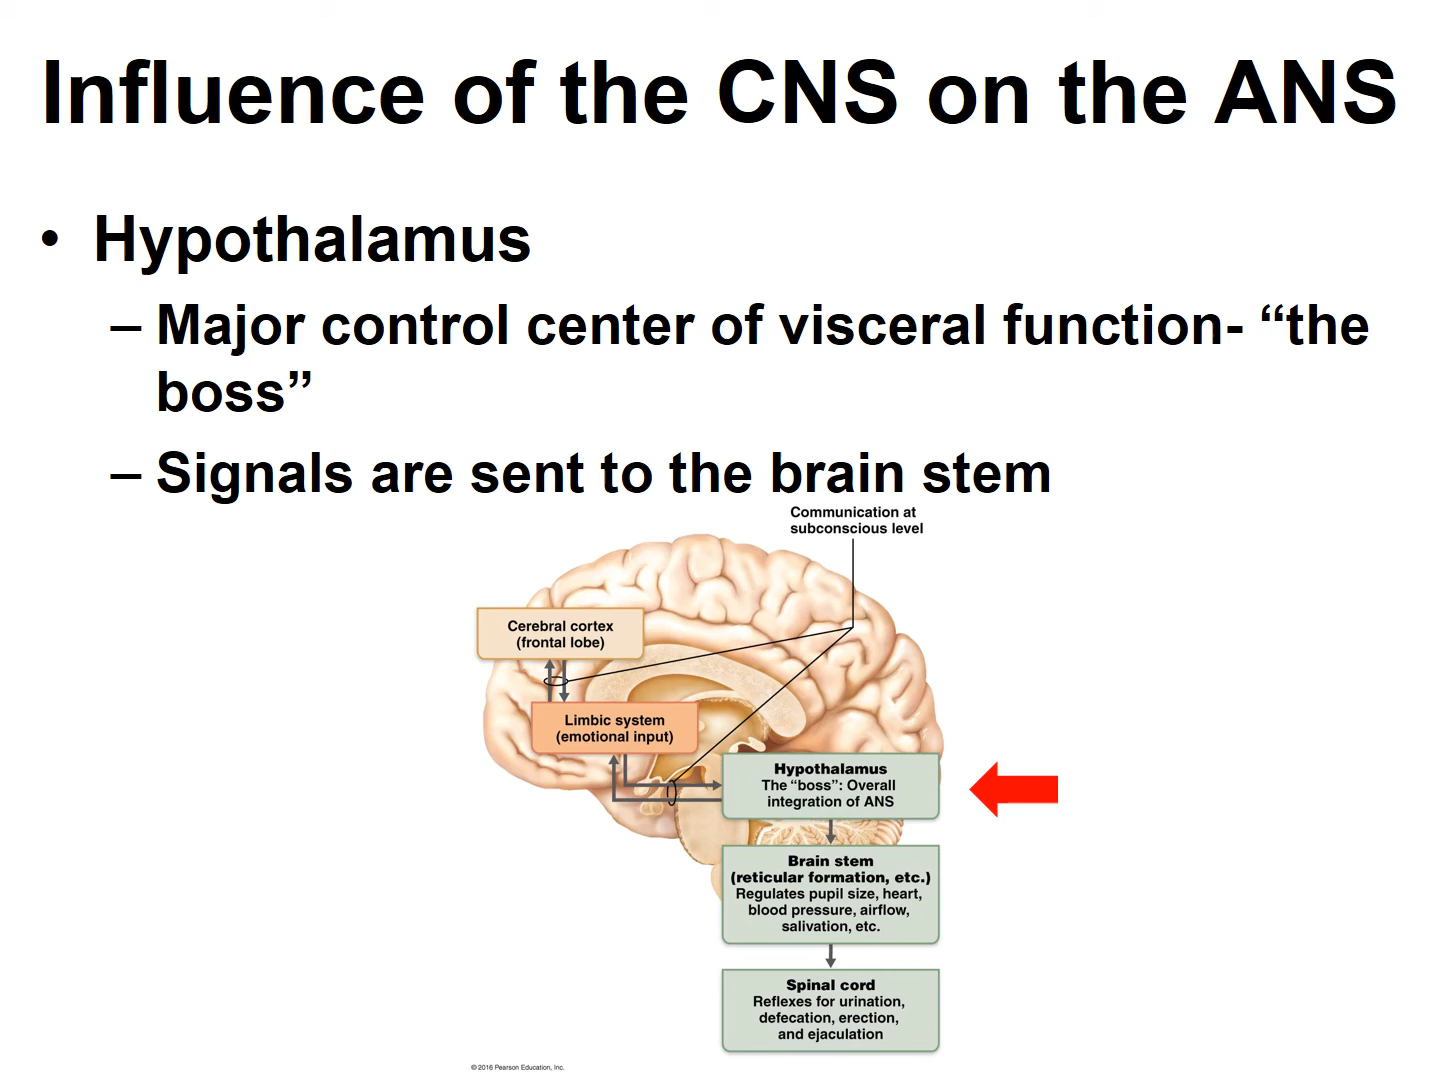 Influence of the CNS on the ANS
• Hypothalamus
– Major control center of visceral function- “the
boss”
– Signals are sent to the brain stem
Communication at
subconscious level
Cerebral cortex
(frontal lobe)
Limbic system
(emotional input)
Hypothalamus
The “boss”: Overall
integration of ANS
Brain stem
(reticular formation, etc.)
Regulates pupil size, heart,
blood pressure, airflow,
salivation, etc.
Spinal cord
Reflexes for urination,
defecation, erection,
and ejaculation
© 2016 Pearson Education, Inc.